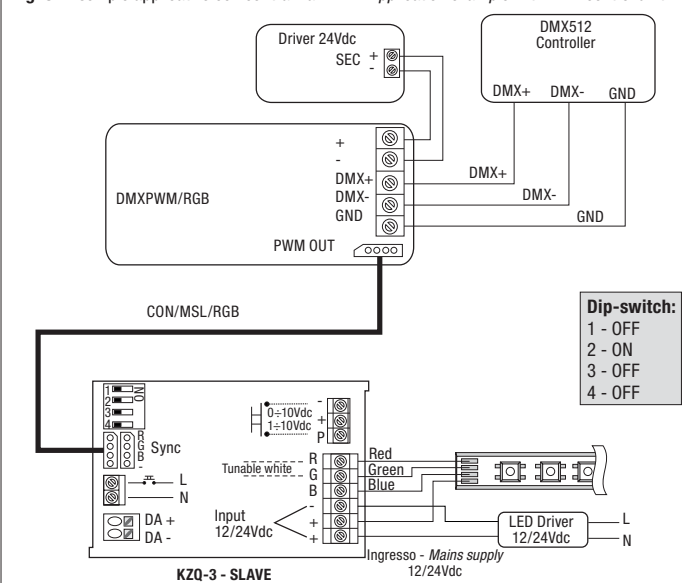 Driver 24Vdc
SEC + -
DMX512
Controller
DMX+ DMX- GND
+
-
DMX+
DMX-
GND
DMXPWM/RGB
PWM OUT
DMX+
DMX-
GND
CON/MSL/RGB
Dip-switch:
1 - OFF
2 - ON
3 - OFF
4 - OFF
1
2
3
4
ON
R
G
B
-
Sync
L
N
DA +
DA -
0÷10Vdc
1÷10Vdc
-
+
P
Tunable white
R
G
B
-
+
+
Input
12/24Vdc
Red
Green
Blue
LED Driver
12/24Vdc
L
N
Ingresso - Mains supply
12/24Vdc
KZQ-3 - SLAVE